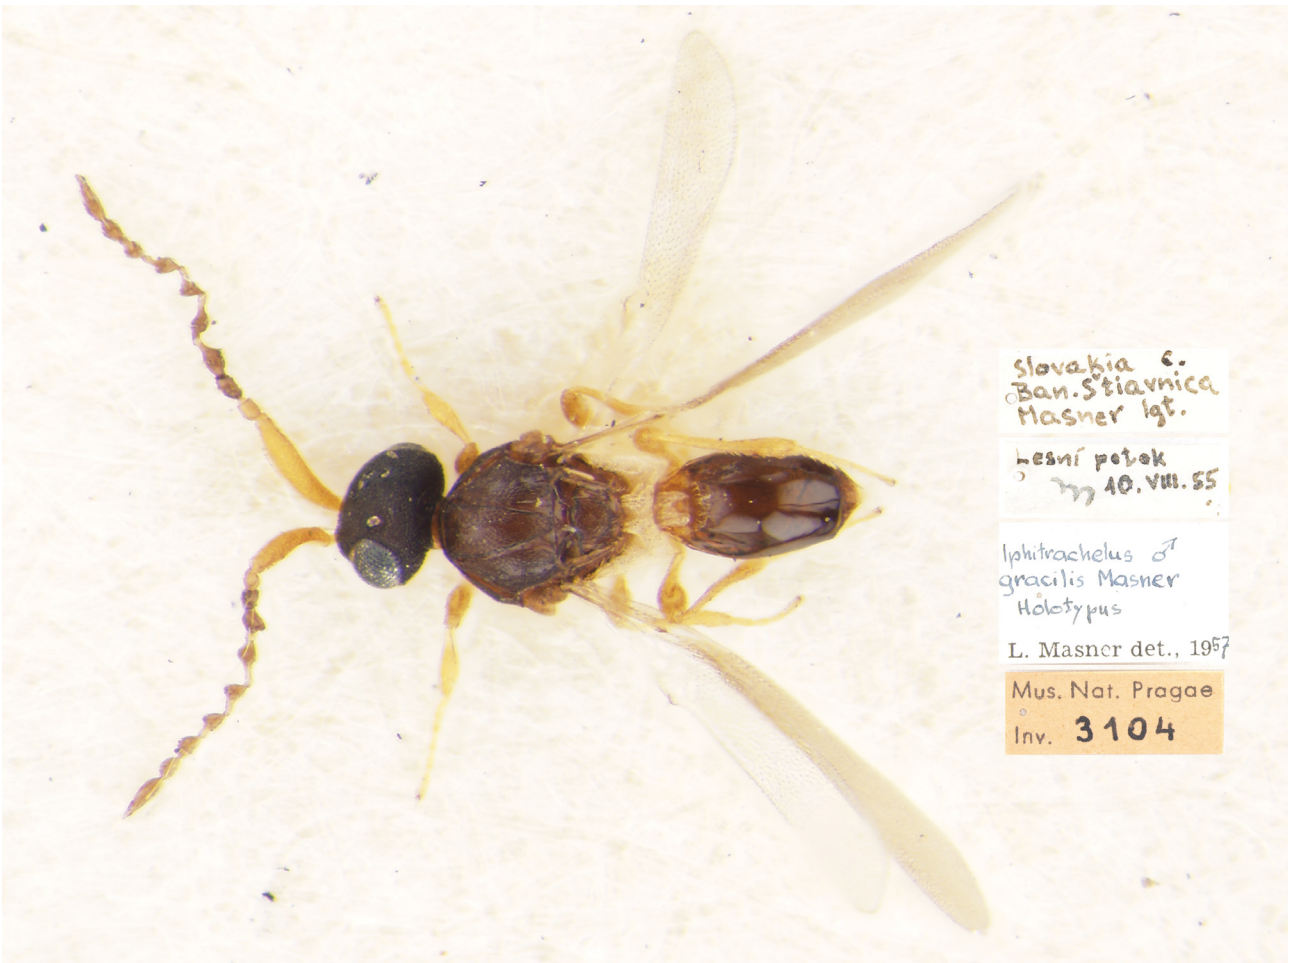 Slovakia c.
Ban. Štiavnica
Masner lgt.
Lesní potok
10. VIII. 55
Iphitrachelus ♂
gracilis Masner
Holotypus
L. Masner det., 1957
Mus. Nat. Pragae
Inv. 3104